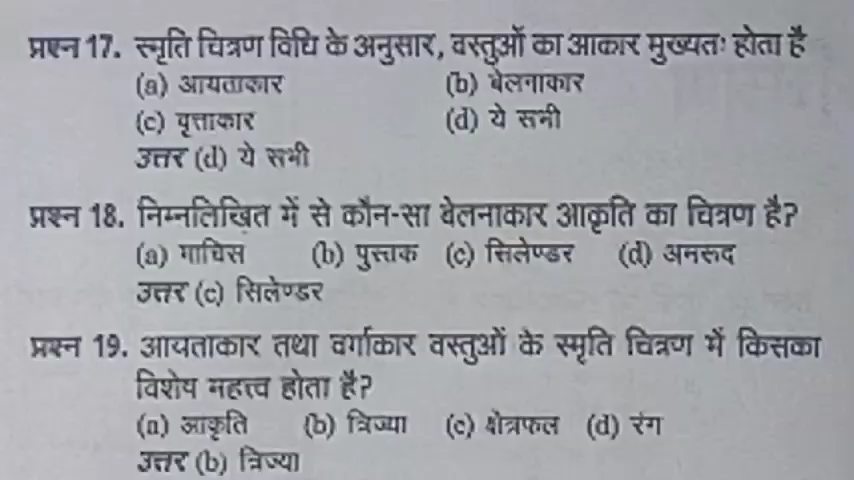 प्रश्न 17. स्मृति चित्रण विधि के अनुसार, वस्तुओं का आकार मुख्यतः होता है
(a) आयताकार (b) बेलनाकार
(c) वृत्ताकार (d) ये सभी
उत्तर (d) ये सभी
प्रश्न 18. निम्नलिखित में से कौन-सा बेलनाकार आकृति का चित्रण है?
(a) माचिस (b) पुस्तक (c) सिलेण्डर (d) अमरूद
उत्तर (c) सिलेण्डर
प्रश्न 19. आयताकार तथा वर्गाकार वस्तुओं के स्मृति चित्रण में किसका
विशेष महत्त्व होता है?
(a) आकृति (b) त्रिज्या (c) क्षेत्रफल (d) रंग
उत्तर (b) त्रिज्या